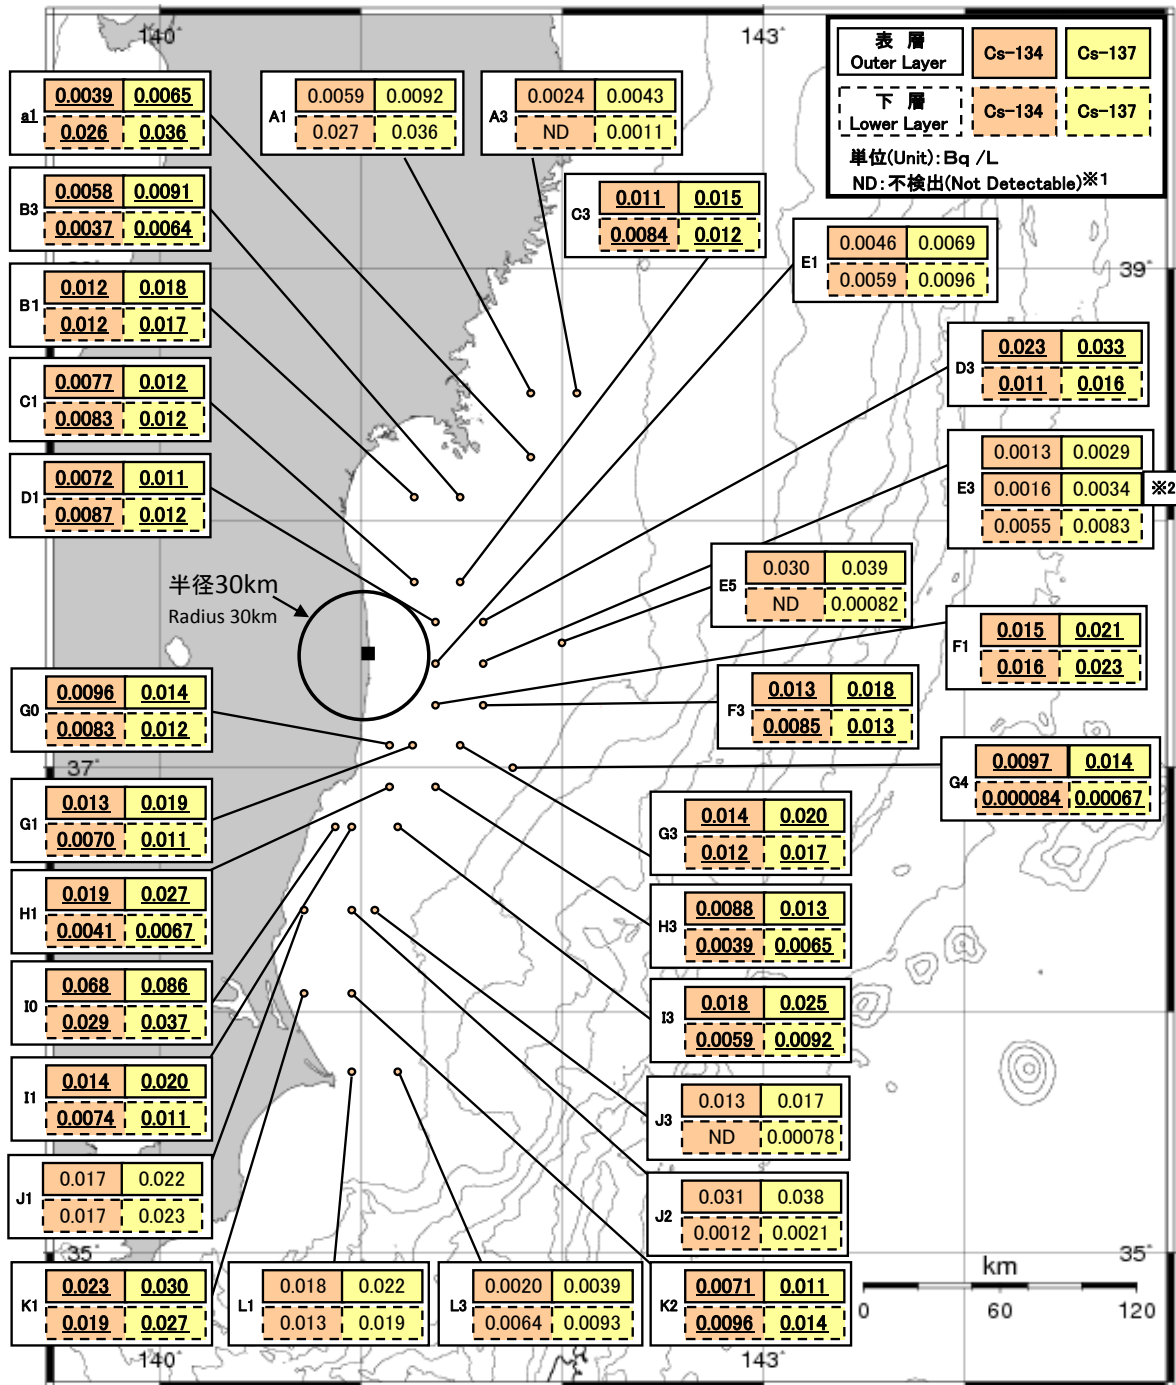 140°
143°
表 層
Outer Layer
Cs-134
Cs-137
下 層
Lower Layer
Cs-134
Cs-137
単位(Unit):Bq /L
ND:不検出(Not Detectable)※1
a1
0.0039 0.0065
0.026 0.036
A1
0.0059 0.0092
0.027 0.036
A3
0.0024 0.0043
ND 0.0011
B3
0.0058 0.0091
0.0037 0.0064
C3
0.011 0.015
0.0084 0.012
E1
0.0046 0.0069
0.0059 0.0096
39°
B1
0.012 0.018
0.012 0.017
D3
0.023 0.033
0.011 0.016
C1
0.0077 0.012
0.0083 0.012
E3
0.0013 0.0029
0.0016 0.0034 ※2
0.0055 0.0083
D1
0.0072 0.011
0.0087 0.012
E5
0.030 0.039
ND 0.00082
半径30km
Radius 30km
F1
0.015 0.021
0.016 0.023
G0
0.0096 0.014
0.0083 0.012
F3
0.013 0.018
0.0085 0.013
37°
G4
0.0097 0.014
0.000084 0.00067
G1
0.013 0.019
0.0070 0.011
G3
0.014 0.020
0.012 0.017
H1
0.019 0.027
0.0041 0.0067
H3
0.0088 0.013
0.0039 0.0065
I0
0.068 0.086
0.029 0.037
I3
0.018 0.025
0.0059 0.0092
I1
0.014 0.020
0.0074 0.011
J3
0.013 0.017
ND 0.00078
J1
0.017 0.022
0.017 0.023
J2
0.031 0.038
0.0012 0.0021
35°
K1
0.023 0.030
0.019 0.027
L1
0.018 0.022
0.013 0.019
L3
0.0020 0.0039
0.0064 0.0093
K2
0.0071 0.011
0.0096 0.014
km
0 60 120
140°
143°